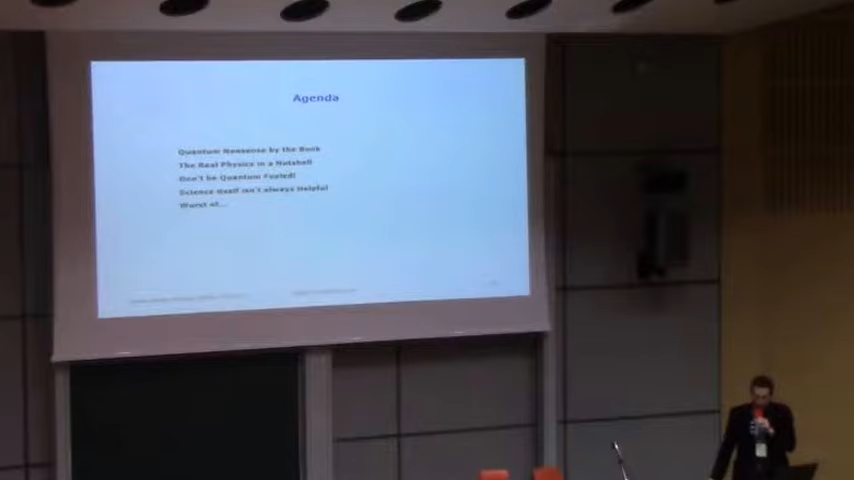 Agenda
Quantum Nonsense by the Book
The Real Physics in a Nutshell
Don't be Quantum Fooled!
Science itself isn't always Helpful
Worst of...